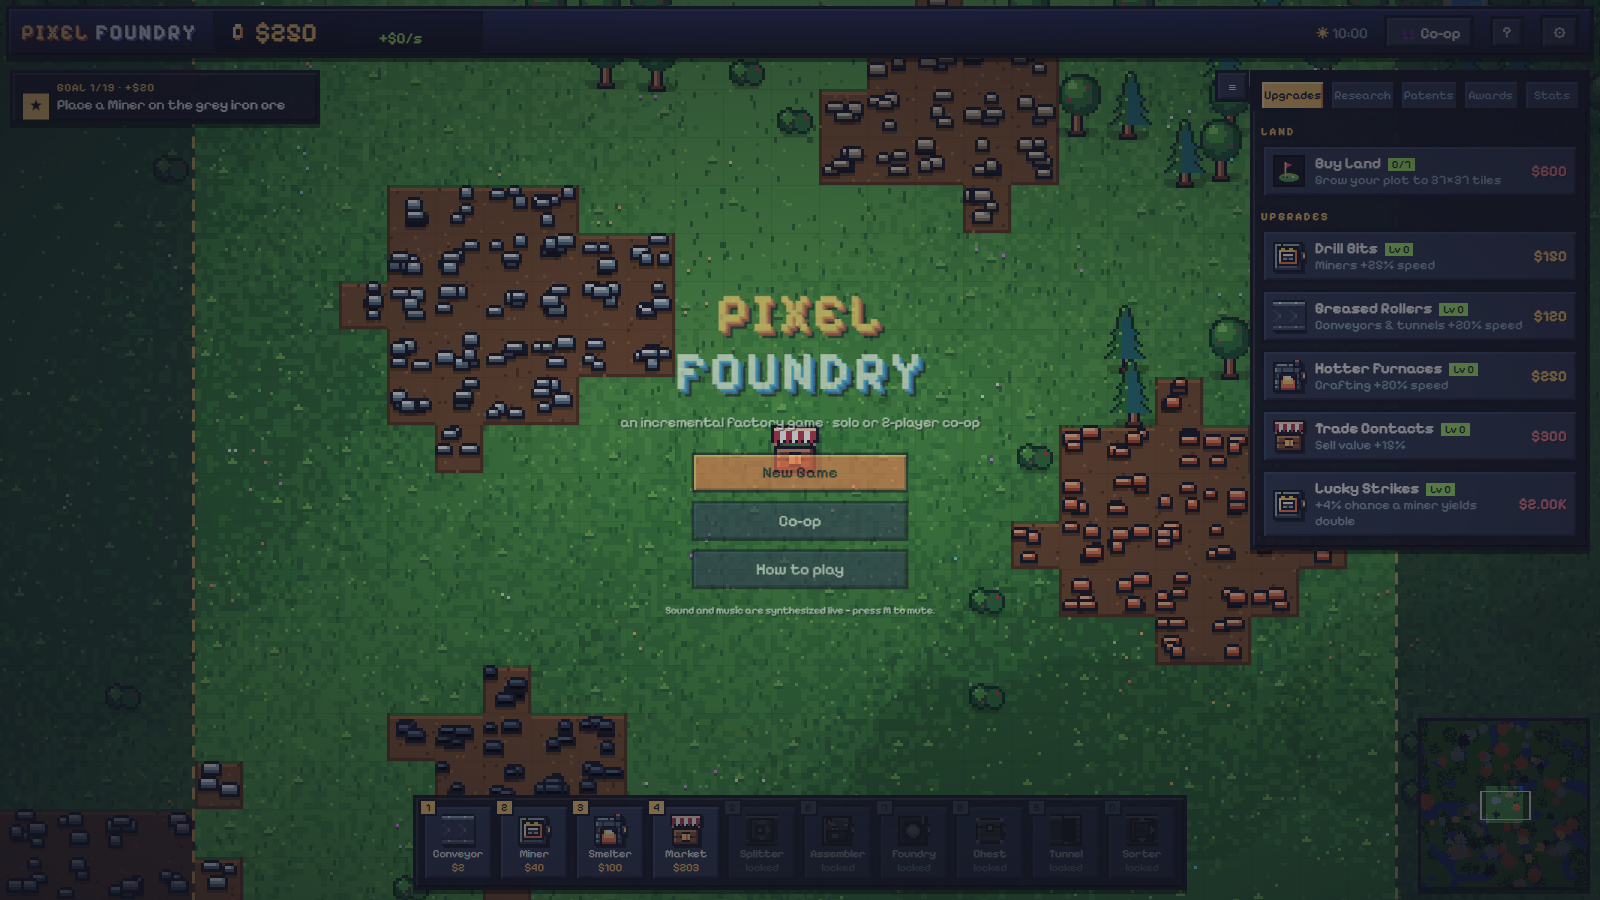 PIXEL FOUNDRY
$280
+$0/s
10:00
Co-op
?
GOAL 1/19 · +$20
Place a Miner on the grey iron ore
Upgrades
Research
Patents
Awards
Stats
LAND
Buy Land 0/7
Grow your plot to 37×37 tiles
$600
UPGRADES
Drill Bits Lv 0
Miners +25% speed
$150
Greased Rollers Lv 0
Conveyors & tunnels +20% speed
$120
Hotter Furnaces Lv 0
Crafting +20% speed
$250
Trade Contacts Lv 0
Sell value +15%
$300
Lucky Strikes Lv 0
+4% chance a miner yields
double
$2.00K
PIXEL
FOUNDRY
an incremental factory game · solo or 2-player co-op
New Game
Co-op
How to play
Sound and music are synthesized live – press M to mute.
1
Conveyor
$2
2
Miner
$40
3
Smelter
$100
4
Market
$203
Splitter
locked
Assembler
locked
Foundry
locked
Chest
locked
Tunnel
locked
Sorter
locked